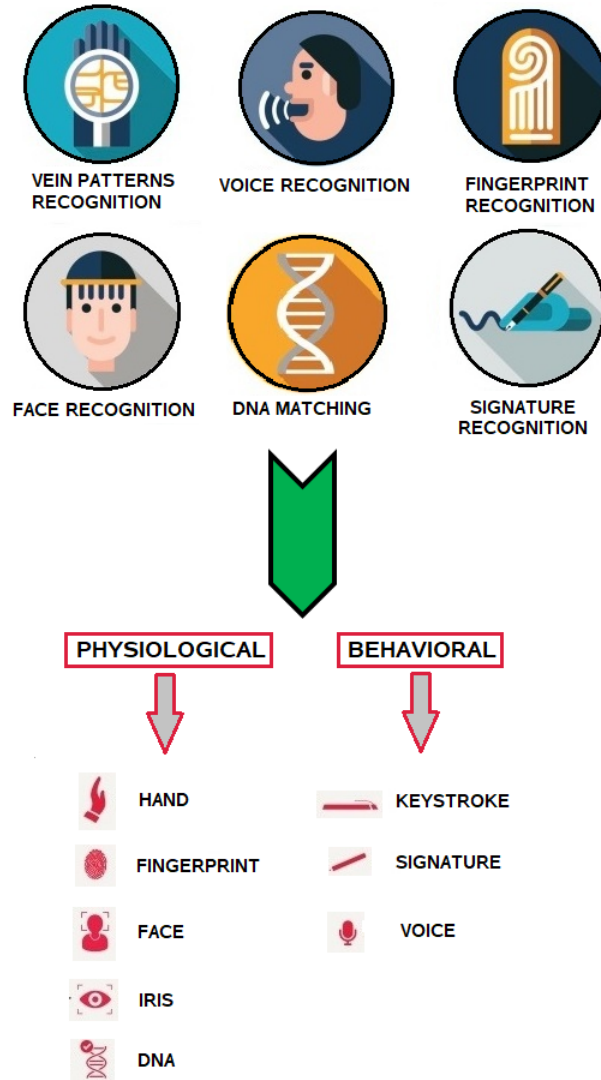 VEIN PATTERNS
RECOGNITION
VOICE RECOGNITION
FINGERPRINT
RECOGNITION
FACE RECOGNITION
DNA MATCHING
SIGNATURE
RECOGNITION
PHYSIOLOGICAL
BEHAVIORAL
HAND
KEYSTROKE
FINGERPRINT
SIGNATURE
FACE
VOICE
IRIS
DNA